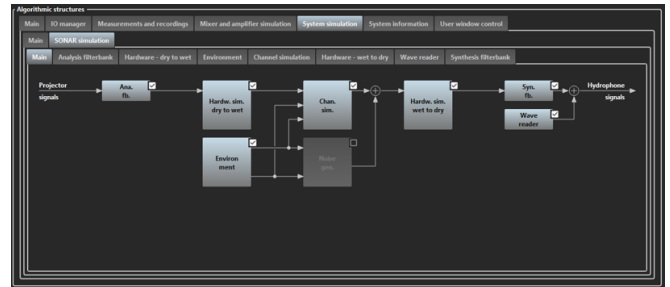 Algorithmic structures
Main IO manager Measurements and recordings Mixer and amplifier simulation System simulation System information User window control
Main SONAR simulation
Main Analysis filterbank Hardware - dry to wet Environment Channel simulation Hardware - wet to dry Wave reader Synthesis filterbank
Projector
signals
Ana.
fb.
Hardw. sim.
dry to wet
Chan.
sim.
Hardw. sim.
wet to dry
Syn.
fb.
Hydrophone
signals
Wave
reader
Environ
ment
Noise
gen.